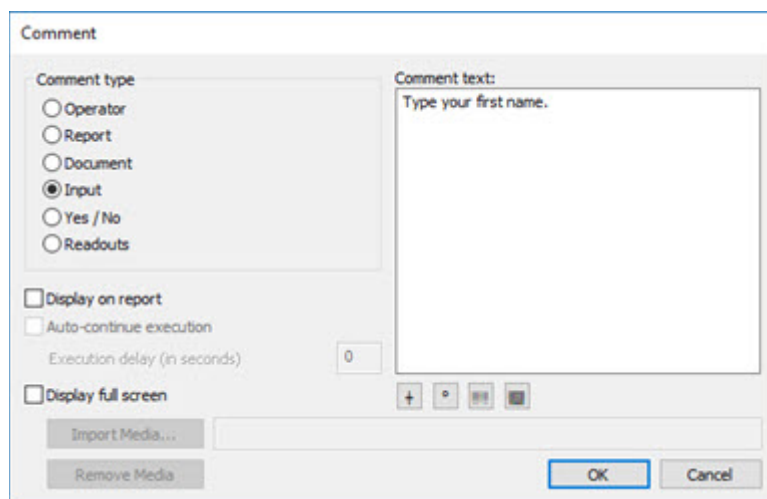 Comment
Comment type
Operator
Report
Document
Input
Yes / No
Readouts
Display on report
Auto-continue execution
Execution delay (in seconds)
0
Display full screen
Import Media...
Remove Media
Comment text:
Type your first name.
OK
Cancel